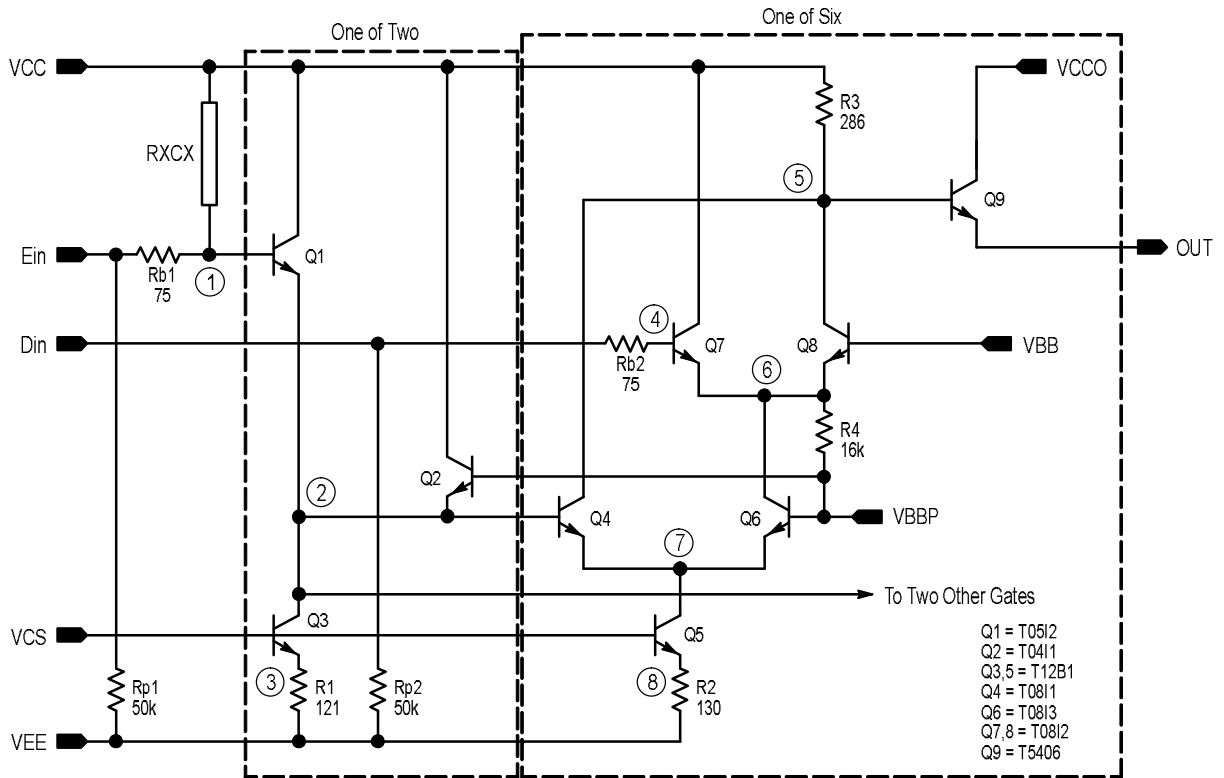 One of Two
One of Six
VCC
VCCO
R3
286
RXCX
5
Q9
Ein
Rb1
75
1
Q1
OUT
Din
4
Rb2
75
Q7
Q8
VBB
6
R4
16k
Q2
2
Q4
Q6
VBBP
7
To Two Other Gates
VCS
Q3
Q5
3
8
Rp1
50k
R1
121
Rp2
50k
R2
130
VEE
Q1 = T05I2
Q2 = T04I1
Q3,5 = T12B1
Q4 = T08I1
Q6 = T08I3
Q7,8 = T08I2
Q9 = T5406